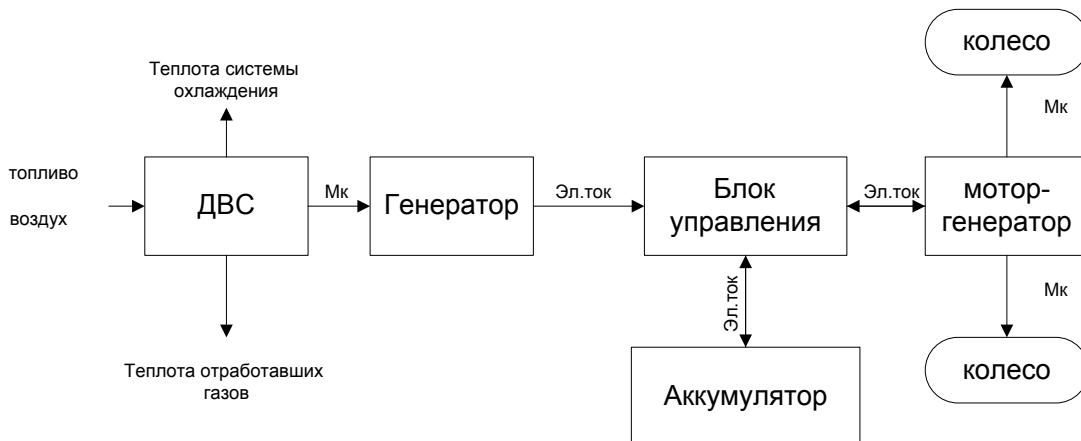 колесо
Теплота системы
охлаждения
Мк
топливо
воздух
ДВС
Мк
Генератор
Эл.ток
Блок
управления
Эл.ток
мотор-
генератор
Эл.ток
Мк
Теплота отработавших
газов
Аккумулятор
колесо